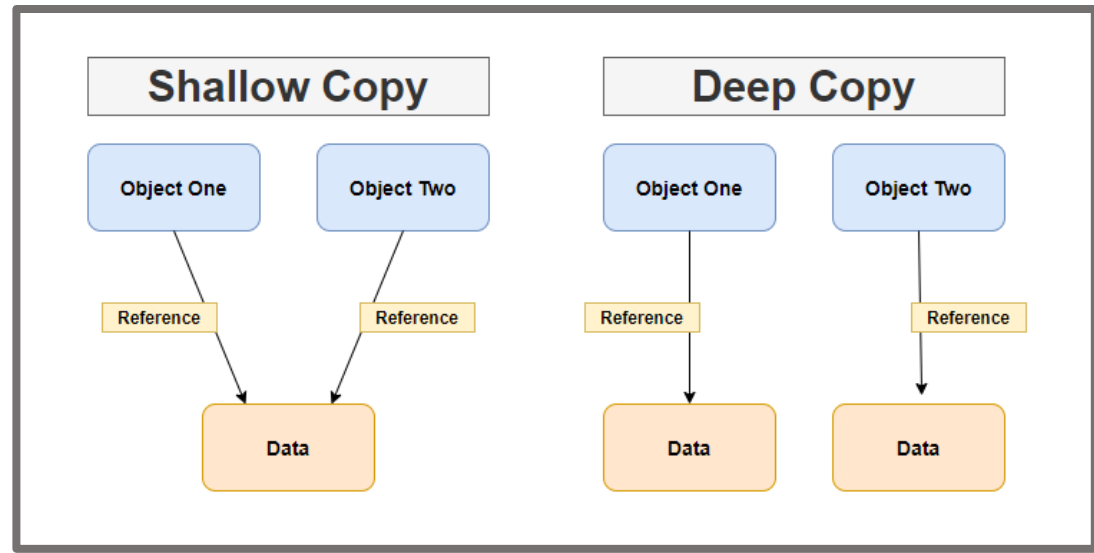 Shallow Copy
Object One
Object Two
Reference
Reference
Data
Deep Copy
Object One
Object Two
Reference
Reference
Data
Data